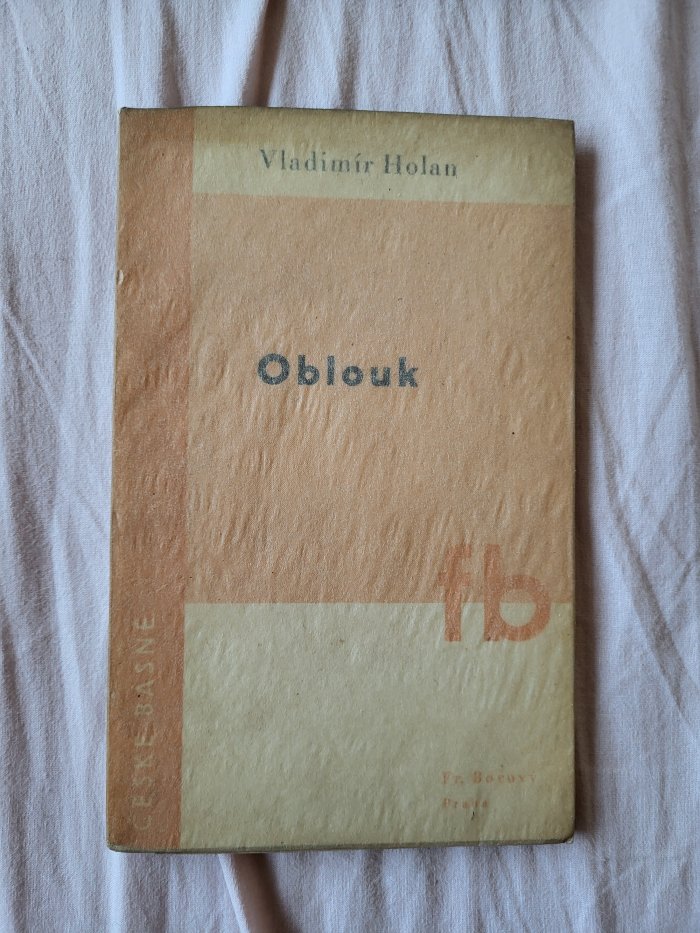 Vladimír Holan
Oblouk
fb
ČESKÉ BÁSNĚ
Fr. Borový
Praha